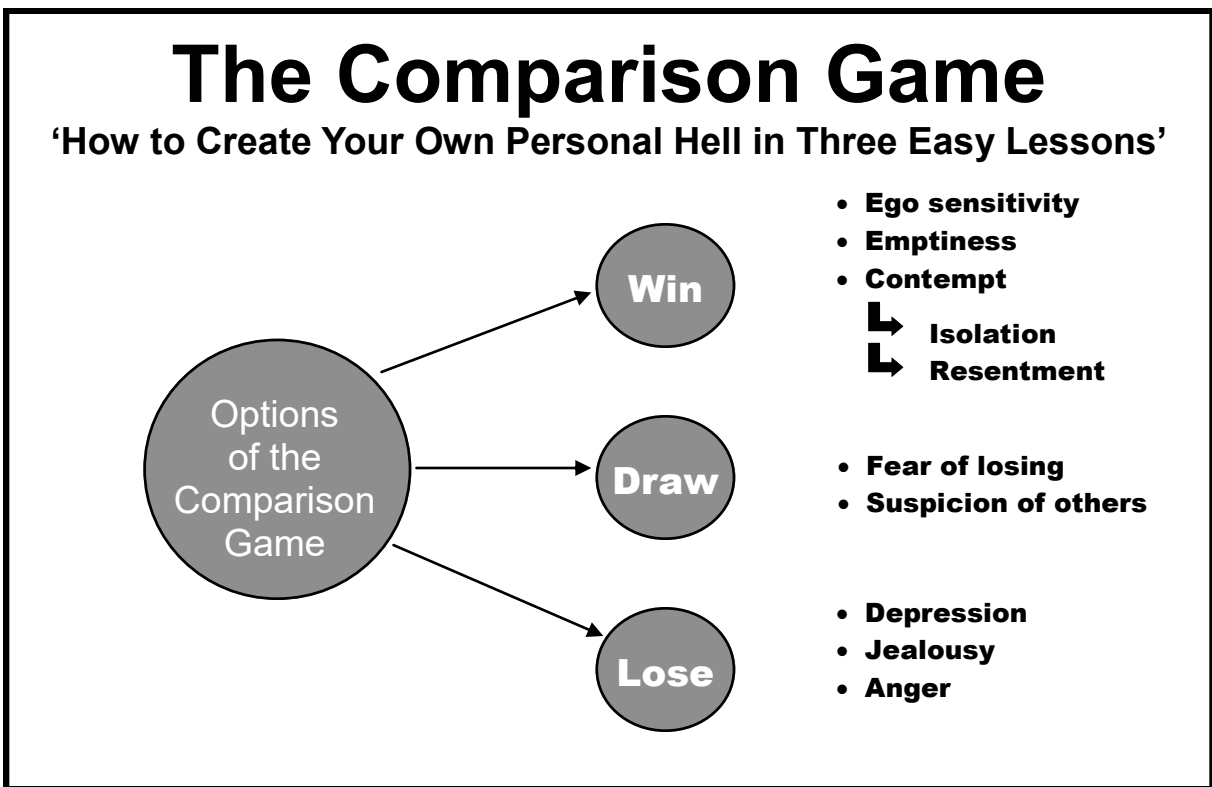 The Comparison Game
‘How to Create Your Own Personal Hell in Three Easy Lessons’
Options
of the
Comparison
Game
Win
• Ego sensitivity
• Emptiness
• Contempt
Isolation
Resentment
Draw
• Fear of losing
• Suspicion of others
Lose
• Depression
• Jealousy
• Anger